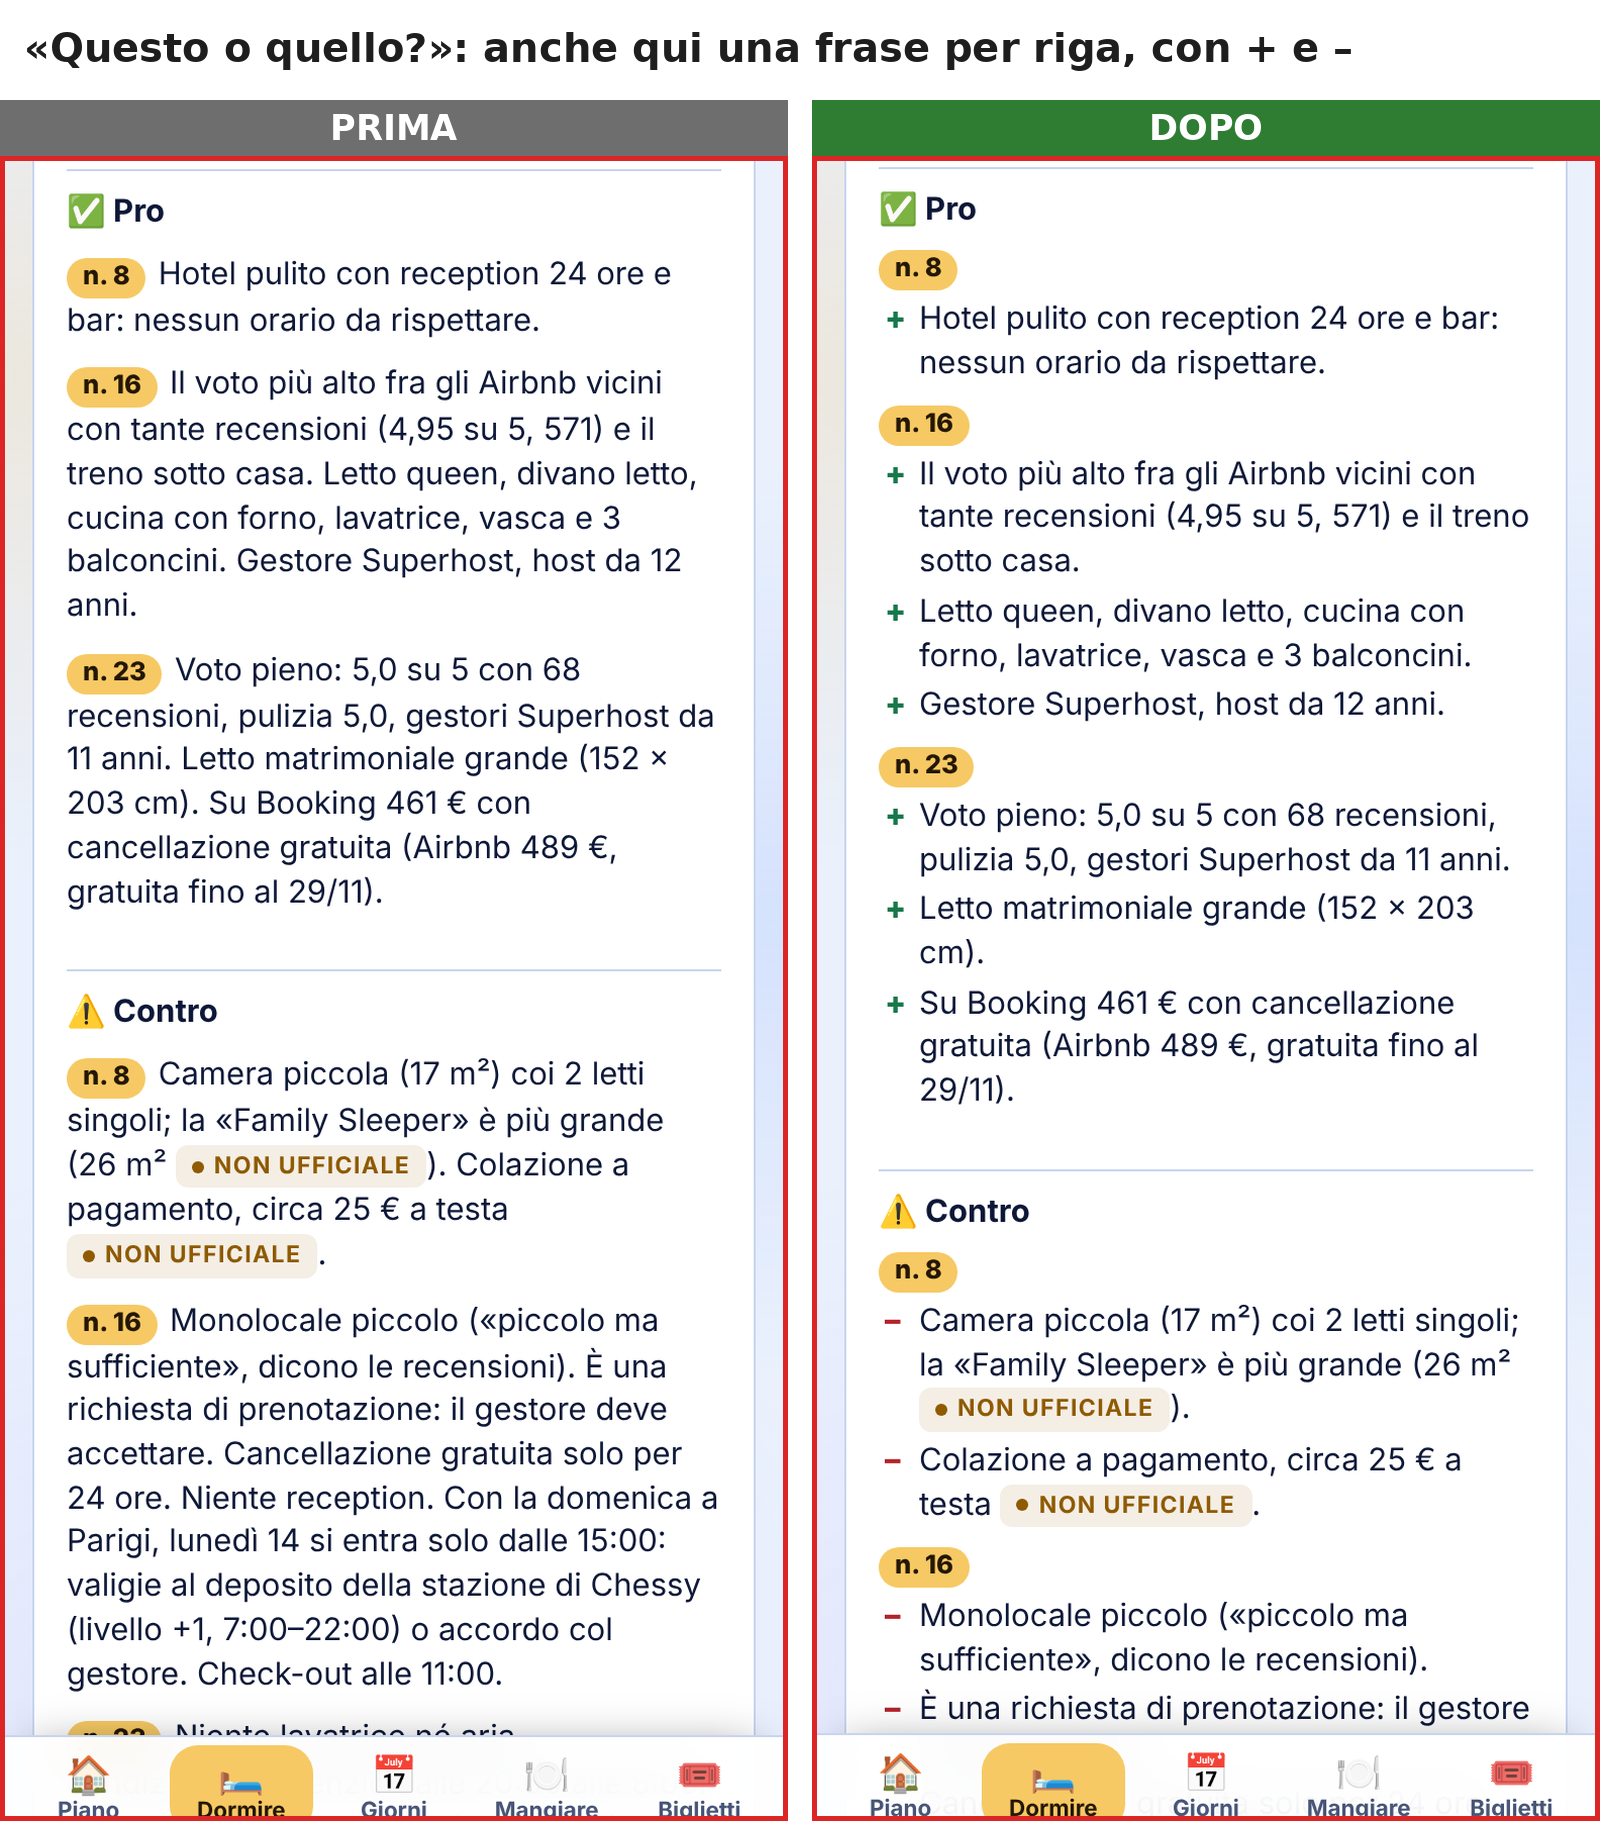 «Questo o quello?»: anche qui una frase per riga, con + e –
PRIMA
✅ Pro
n. 8 Hotel pulito con reception 24 ore e
bar: nessun orario da rispettare.
n. 16 Il voto più alto fra gli Airbnb vicini
con tante recensioni (4,95 su 5, 571) e il
treno sotto casa. Letto queen, divano letto,
cucina con forno, lavatrice, vasca e 3
balconcini. Gestore Superhost, host da 12
anni.
n. 23 Voto pieno: 5,0 su 5 con 68
recensioni, pulizia 5,0, gestori Superhost da
11 anni. Letto matrimoniale grande (152 ×
203 cm). Su Booking 461 € con
cancellazione gratuita (Airbnb 489 €,
gratuita fino al 29/11).
⚠️ Contro
n. 8 Camera piccola (17 m²) coi 2 letti
singoli; la «Family Sleeper» è più grande
(26 m² ● NON UFFICIALE ). Colazione a
pagamento, circa 25 € a testa
● NON UFFICIALE .
n. 16 Monolocale piccolo («piccolo ma
sufficiente», dicono le recensioni). È una
richiesta di prenotazione: il gestore deve
accettare. Cancellazione gratuita solo per
24 ore. Niente reception. Con la domenica a
Parigi, lunedì 14 si entra solo dalle 15:00:
valigie al deposito della stazione di Chessy
(livello +1, 7:00–22:00) o accordo col
gestore. Check-out alle 11:00.
n. 23 Niente lavatrice né aria
July
17
Piano Dormire Giorni Mangiare Biglietti
DOPO
✅ Pro
n. 8
+ Hotel pulito con reception 24 ore e bar:
nessun orario da rispettare.
n. 16
+ Il voto più alto fra gli Airbnb vicini con
tante recensioni (4,95 su 5, 571) e il treno
sotto casa.
+ Letto queen, divano letto, cucina con
forno, lavatrice, vasca e 3 balconcini.
+ Gestore Superhost, host da 12 anni.
n. 23
+ Voto pieno: 5,0 su 5 con 68 recensioni,
pulizia 5,0, gestori Superhost da 11 anni.
+ Letto matrimoniale grande (152 × 203
cm).
+ Su Booking 461 € con cancellazione
gratuita (Airbnb 489 €, gratuita fino al
29/11).
⚠️ Contro
n. 8
– Camera piccola (17 m²) coi 2 letti singoli;
la «Family Sleeper» è più grande (26 m²
● NON UFFICIALE ).
– Colazione a pagamento, circa 25 € a
testa ● NON UFFICIALE .
n. 16
– Monolocale piccolo («piccolo ma
sufficiente», dicono le recensioni).
– È una richiesta di prenotazione: il gestore
July
17
Piano Dormire Giorni Mangiare Biglietti